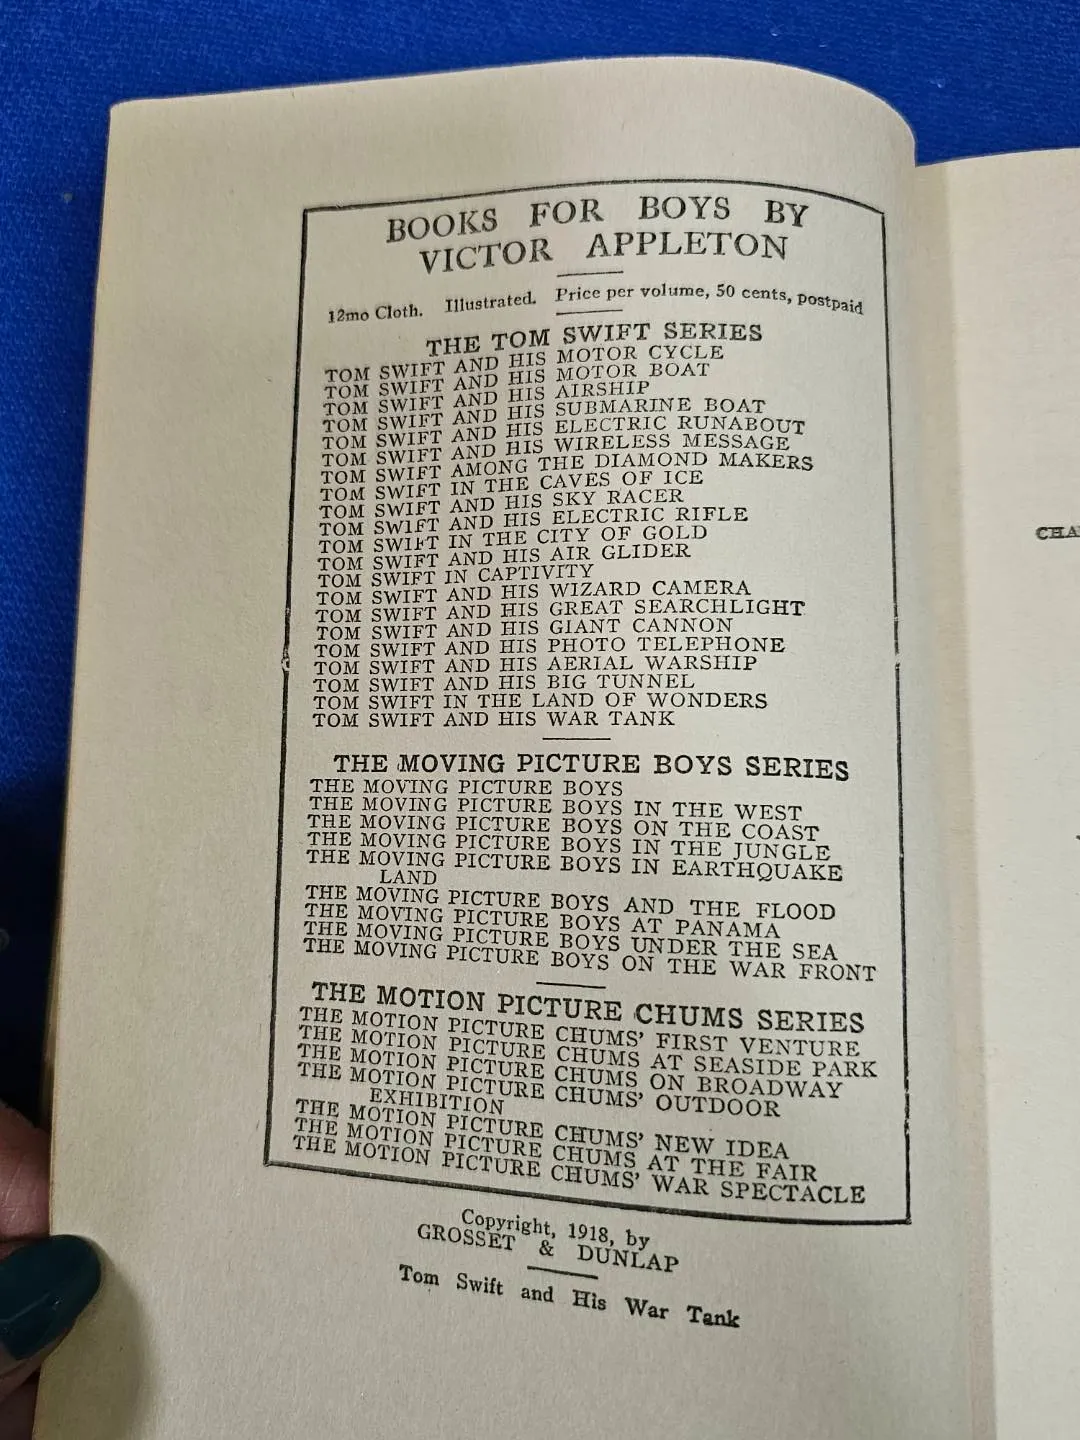 BOOKS FOR BOYS BY
VICTOR APPLETON
12mo Cloth. Illustrated. Price per volume, 50 cents, postpaid
THE TOM SWIFT SERIES
TOM SWIFT AND HIS MOTOR CYCLE
TOM SWIFT AND HIS MOTOR BOAT
TOM SWIFT AND HIS AIRSHIP
TOM SWIFT AND HIS SUBMARINE BOAT
TOM SWIFT AND HIS ELECTRIC RUNABOUT
TOM SWIFT AND HIS WIRELESS MESSAGE
TOM SWIFT AMONG THE DIAMOND MAKERS
TOM SWIFT IN THE CAVES OF ICE
TOM SWIFT AND HIS SKY RACER
TOM SWIFT AND HIS ELECTRIC RIFLE
TOM SWIFT IN THE CITY OF GOLD
TOM SWIFT AND HIS AIR GLIDER
TOM SWIFT IN CAPTIVITY
TOM SWIFT AND HIS WIZARD CAMERA
TOM SWIFT AND HIS GREAT SEARCHLIGHT
TOM SWIFT AND HIS GIANT CANNON
TOM SWIFT AND HIS PHOTO TELEPHONE
TOM SWIFT AND HIS AERIAL WARSHIP
TOM SWIFT AND HIS BIG TUNNEL
TOM SWIFT IN THE LAND OF WONDERS
TOM SWIFT AND HIS WAR TANK
THE MOVING PICTURE BOYS SERIES
THE MOVING PICTURE BOYS
THE MOVING PICTURE BOYS IN THE WEST
THE MOVING PICTURE BOYS ON THE COAST
THE MOVING PICTURE BOYS IN THE JUNGLE
THE MOVING PICTURE BOYS IN EARTHQUAKE
LAND
THE MOVING PICTURE BOYS AND THE FLOOD
THE MOVING PICTURE BOYS AT PANAMA
THE MOVING PICTURE BOYS UNDER THE SEA
THE MOVING PICTURE BOYS ON THE WAR FRONT
THE MOTION PICTURE CHUMS SERIES
THE MOTION PICTURE CHUMS' FIRST VENTURE
THE MOTION PICTURE CHUMS AT SEASIDE PARK
THE MOTION PICTURE CHUMS ON BROADWAY
THE MOTION PICTURE CHUMS' OUTDOOR
EXHIBITION
THE MOTION PICTURE CHUMS' NEW IDEA
THE MOTION PICTURE CHUMS AT THE FAIR
THE MOTION PICTURE CHUMS' WAR SPECTACLE
Copyright, 1918, by
GROSSET & DUNLAP
Tom Swift and His War Tank